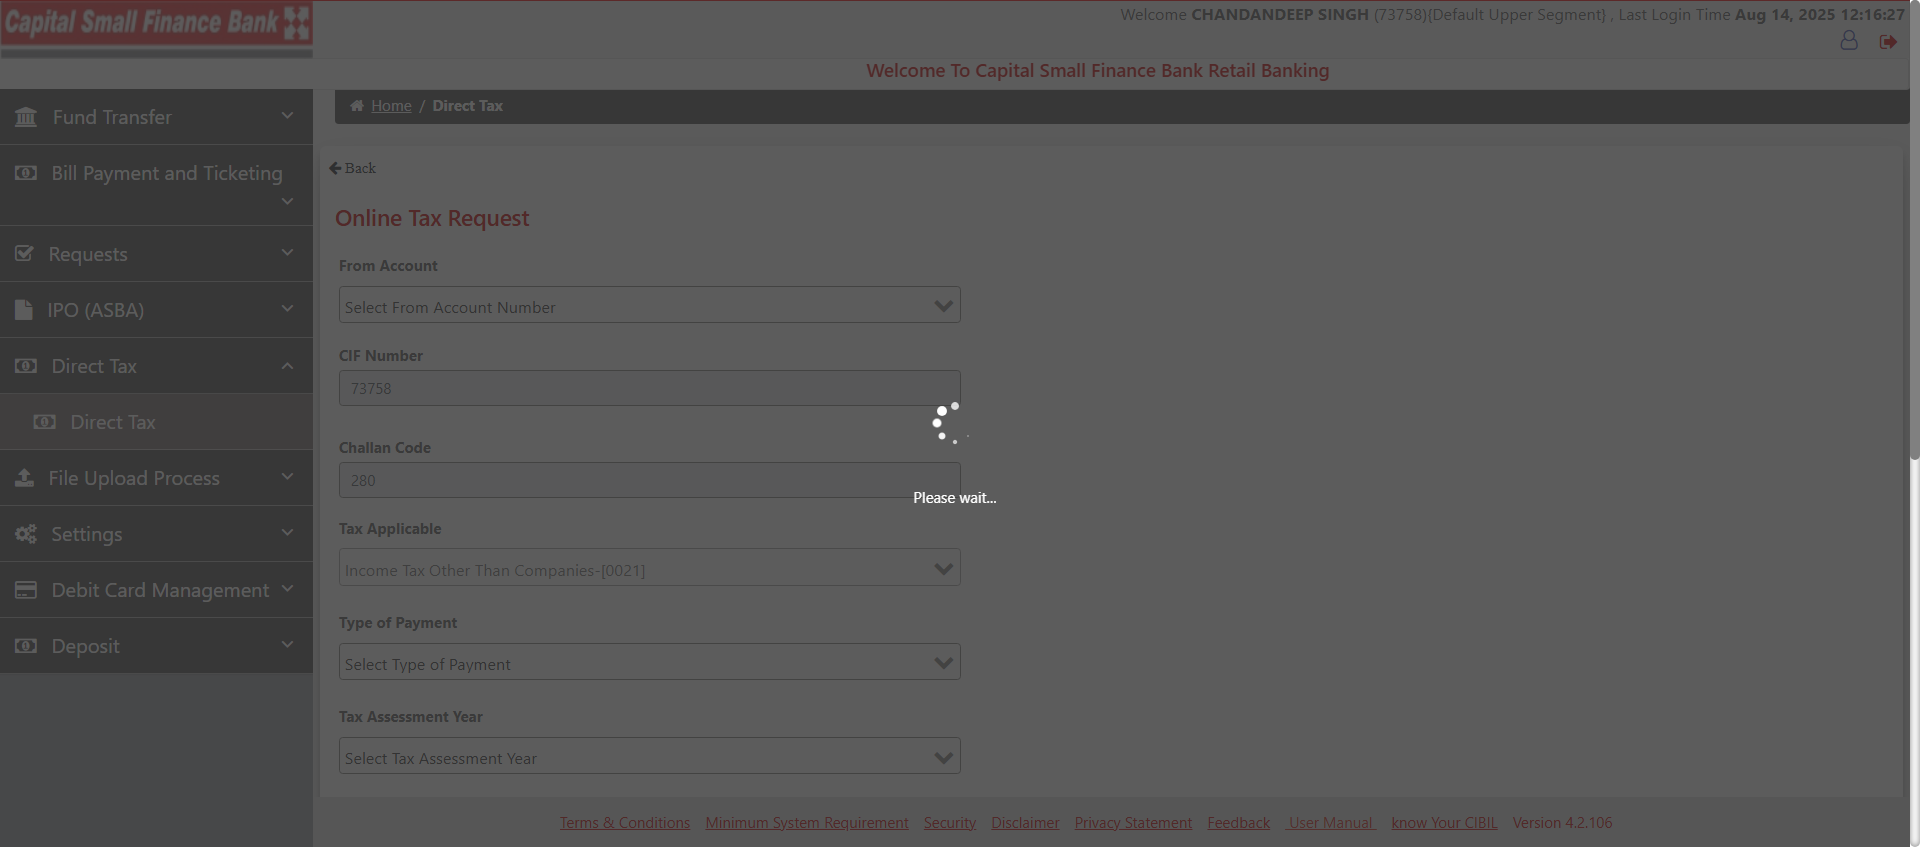 Capital Small Finance Bank
Welcome CHANDANDEEP SINGH (73758){Default Upper Segment} , Last Login Time Aug 14, 2025 12:16:27
Welcome To Capital Small Finance Bank Retail Banking
Home / Direct Tax
Fund Transfer
Bill Payment and Ticketing
Requests
IPO (ASBA)
Direct Tax
Direct Tax
File Upload Process
Settings
Debit Card Management
Deposit
Back
Online Tax Request
From Account
Select From Account Number
CIF Number
73758
Challan Code
280
Please wait...
Tax Applicable
Income Tax Other Than Companies-[0021]
Type of Payment
Select Type of Payment
Tax Assessment Year
Select Tax Assessment Year
Terms & Conditions Minimum System Requirement Security Disclaimer Privacy Statement Feedback User Manual know Your CIBIL Version 4.2.106